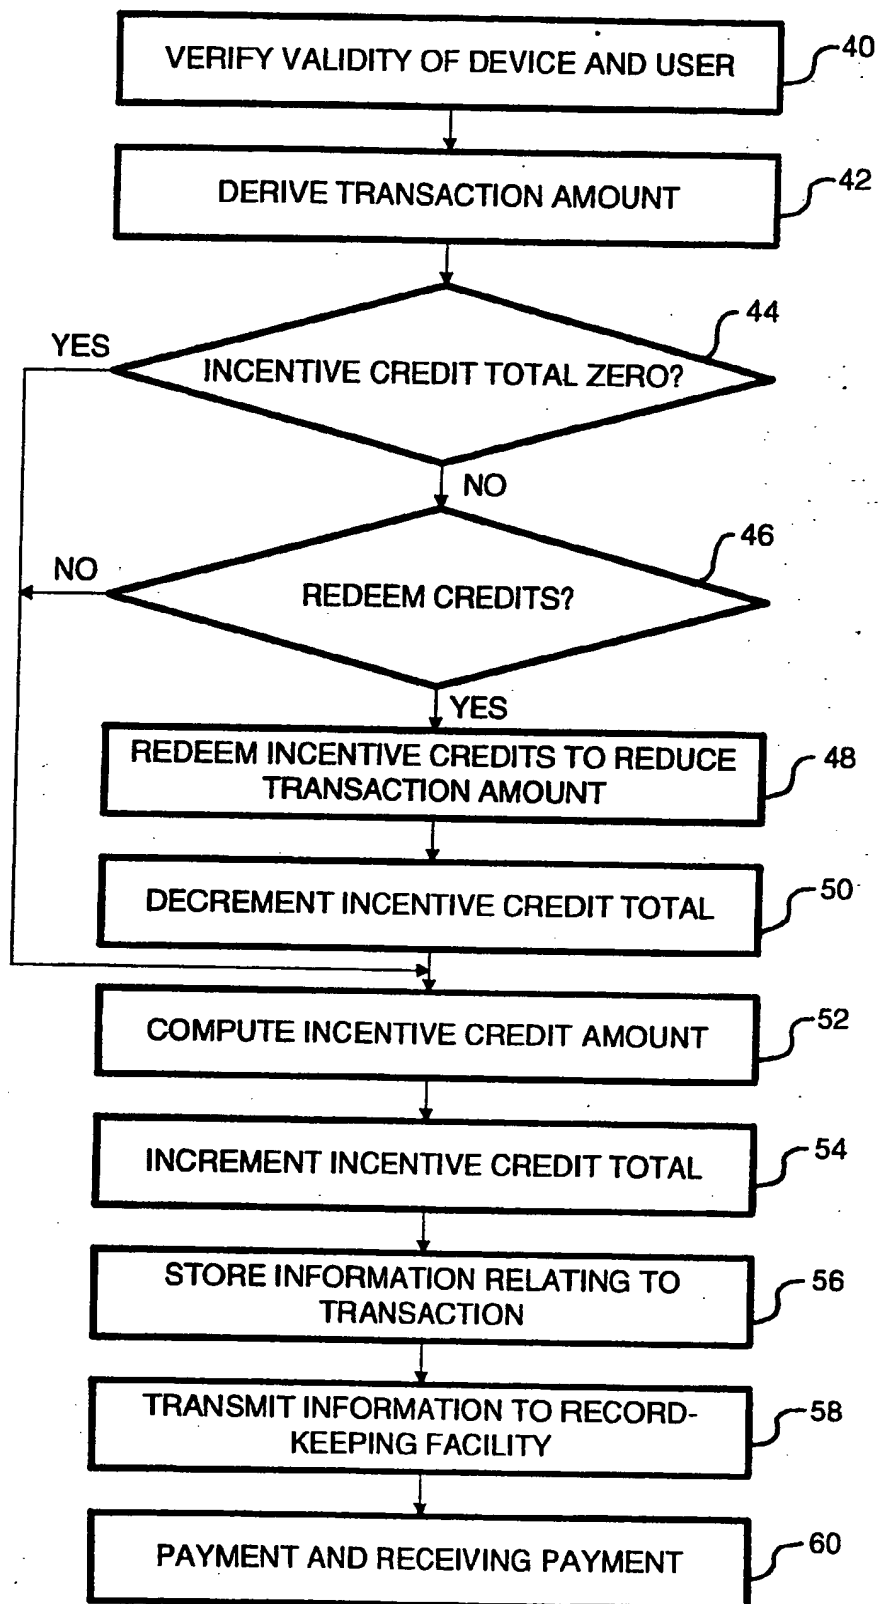 VERIFY VALIDITY OF DEVICE AND USER
40
DERIVE TRANSACTION AMOUNT
42
44
YES
INCENTIVE CREDIT TOTAL ZERO?
NO
46
NO
REDEEM CREDITS?
YES
REDEEM INCENTIVE CREDITS TO REDUCE
TRANSACTION AMOUNT
48
DECREMENT INCENTIVE CREDIT TOTAL
50
COMPUTE INCENTIVE CREDIT AMOUNT
52
INCREMENT INCENTIVE CREDIT TOTAL
54
STORE INFORMATION RELATING TO
TRANSACTION
56
TRANSMIT INFORMATION TO RECORD-
KEEPING FACILITY
58
PAYMENT AND RECEIVING PAYMENT
60